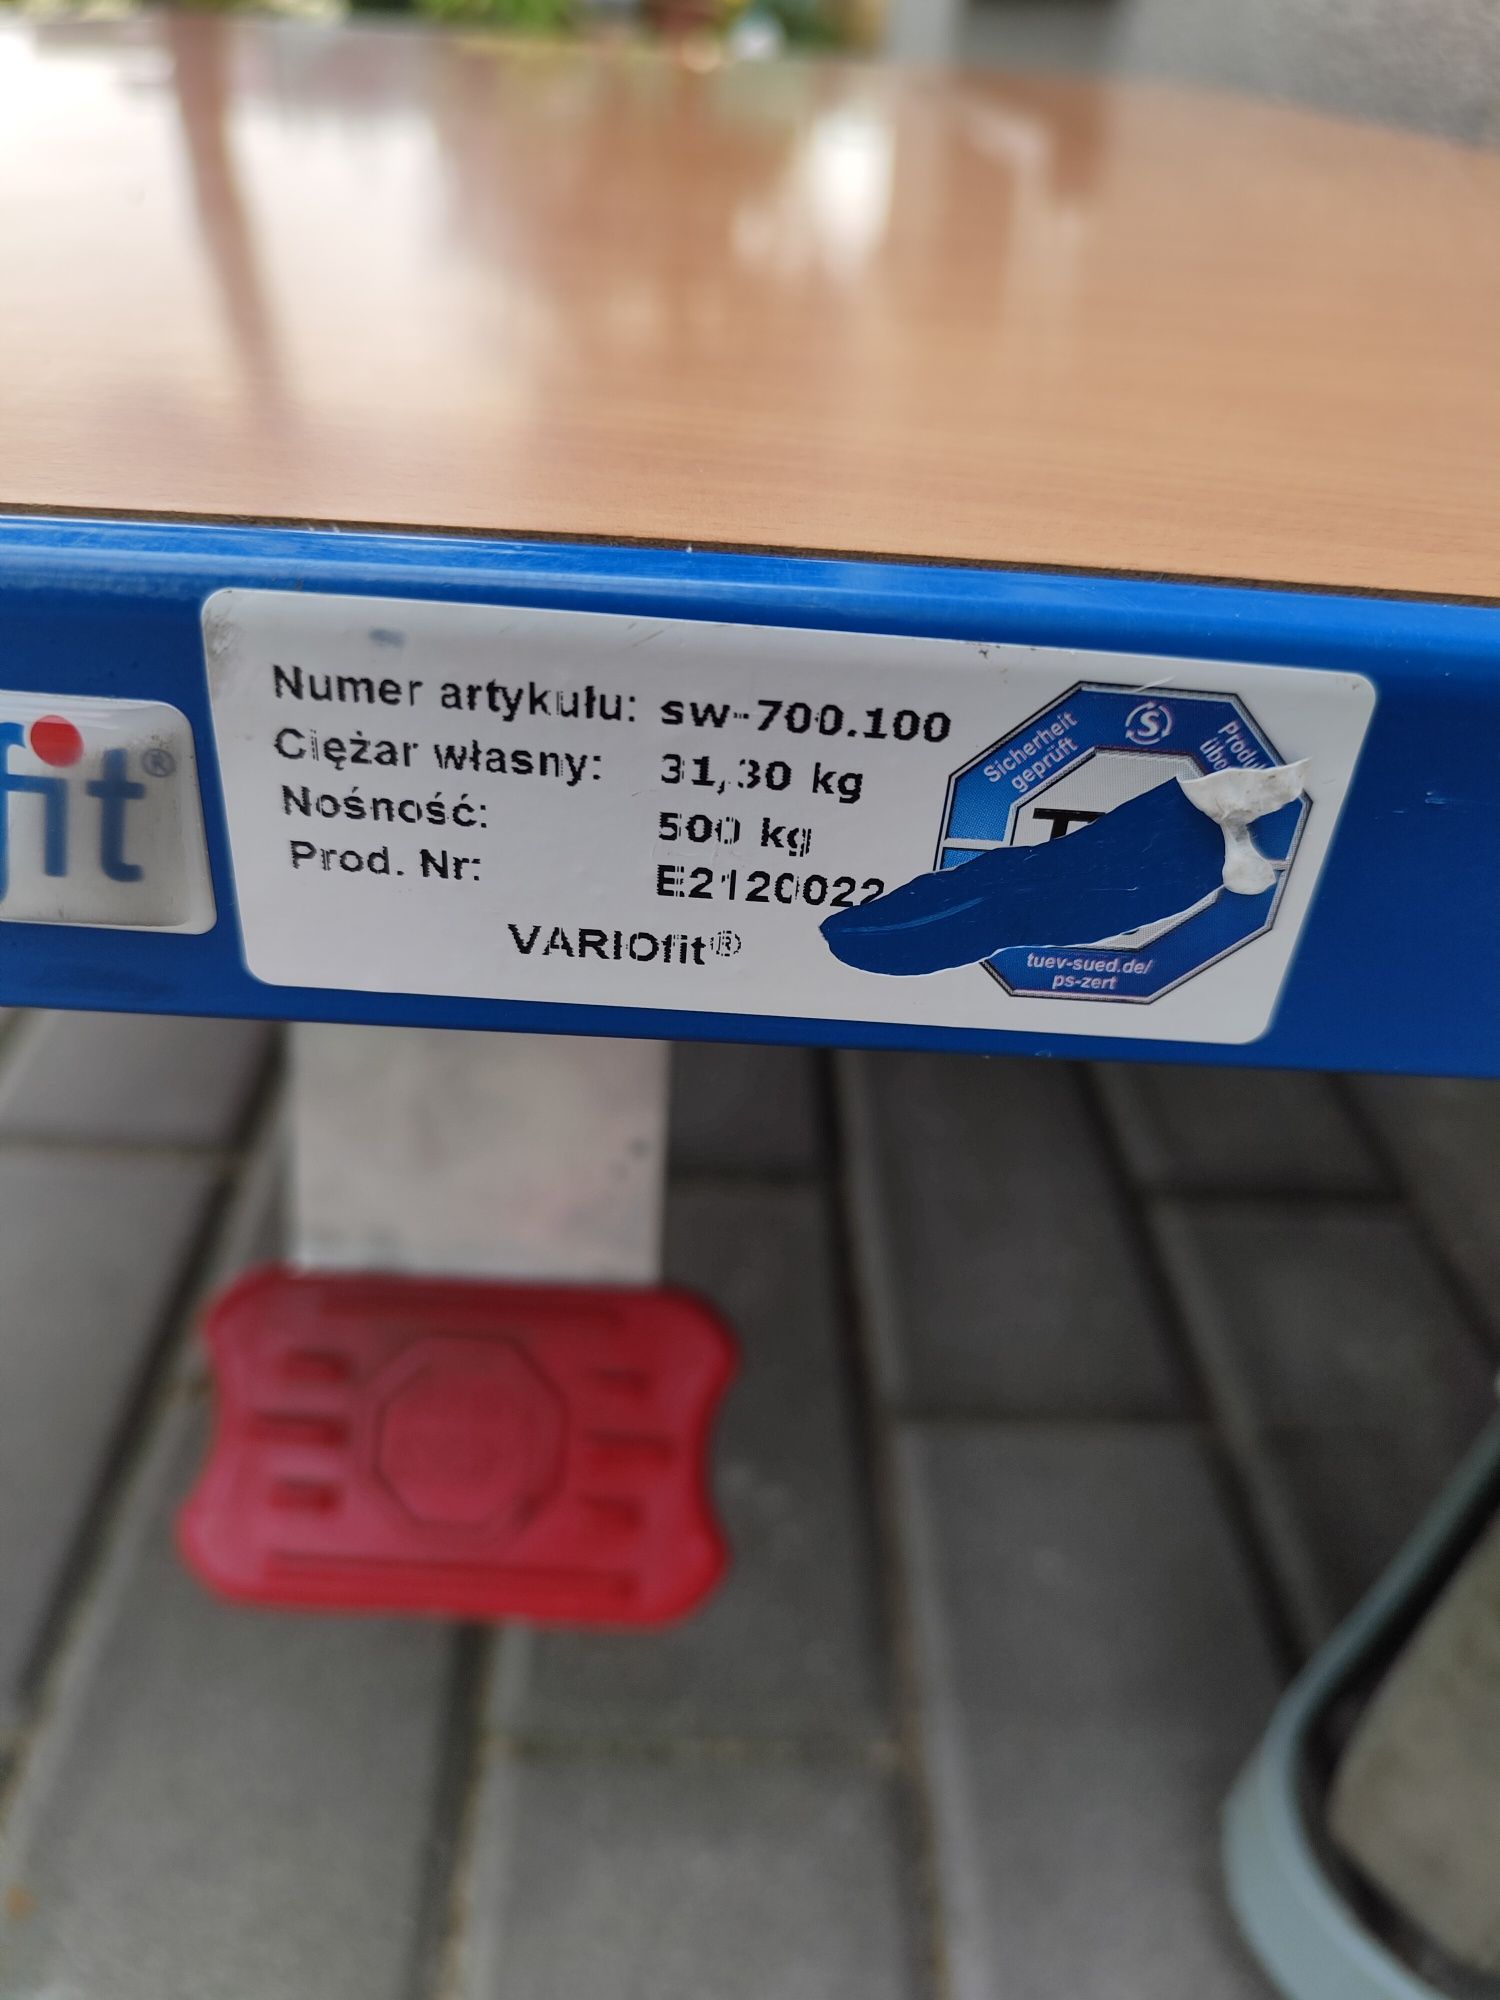 fit®
Numer artykułu: sw-700.100
Ciężar własny: 31,30 kg
Nośność: 500 kg
Prod. Nr: E2120022
VARIOfit®
Sicherheit
geprüft
tuev-sued.de/
ps-zert